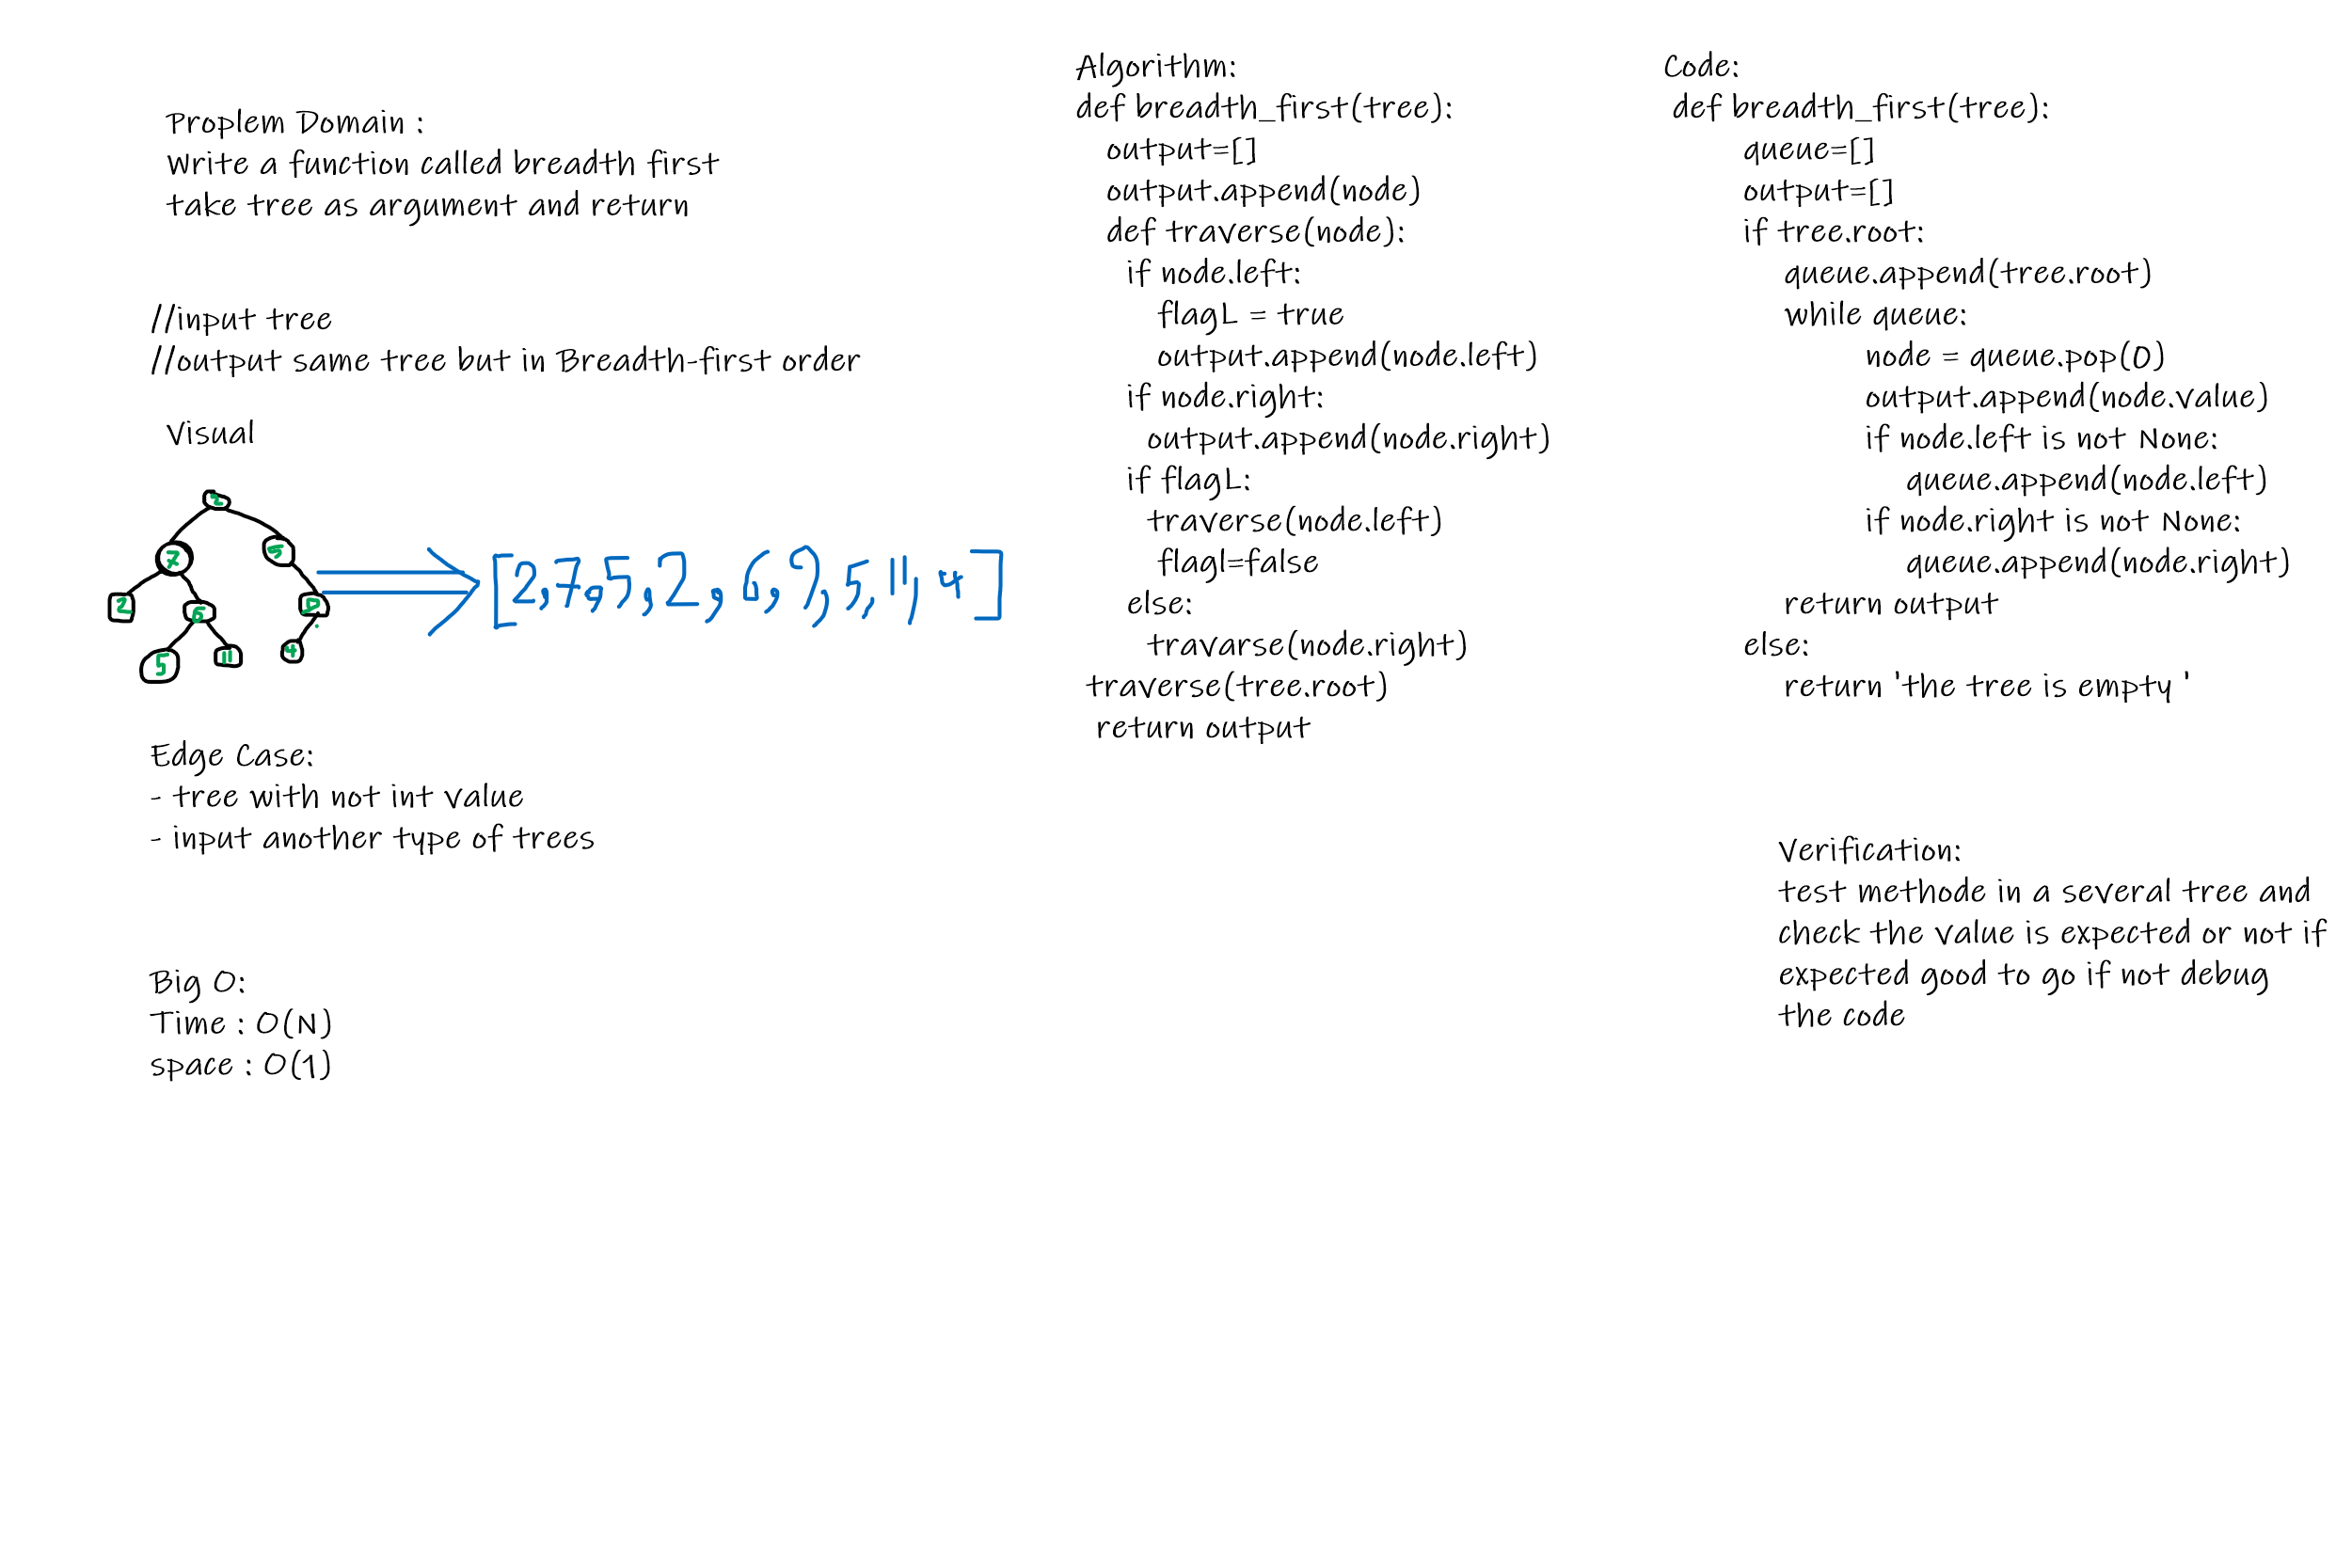 Proplem Domain :
Write a function called breadth first
take tree as argument and return
//input tree
//output same tree but in Breadth-first order
Visual
2
7 5
2 6
5 11 4
[2,7,5,2,6,9,5,11,4]
Edge Case:
- tree with not int value
- input another type of trees
Big O:
Time : O(N)
space : O(1)
Algorithm:
def breadth_first(tree):
output=[]
output.append(node)
def traverse(node):
if node.left:
flagL = true
output.append(node.left)
if node.right:
output.append(node.right)
if flagL:
traverse(node.left)
flagl=false
else:
travarse(node.right)
traverse(tree.root)
return output
Code:
def breadth_first(tree):
queue=[]
output=[]
if tree.root:
queue.append(tree.root)
while queue:
node = queue.pop(0)
output.append(node.value)
if node.left is not None:
queue.append(node.left)
if node.right is not None:
queue.append(node.right)
return output
else:
return 'the tree is empty '
Verification:
test methode in a several tree and
check the value is expected or not if
expected good to go if not debug
the code